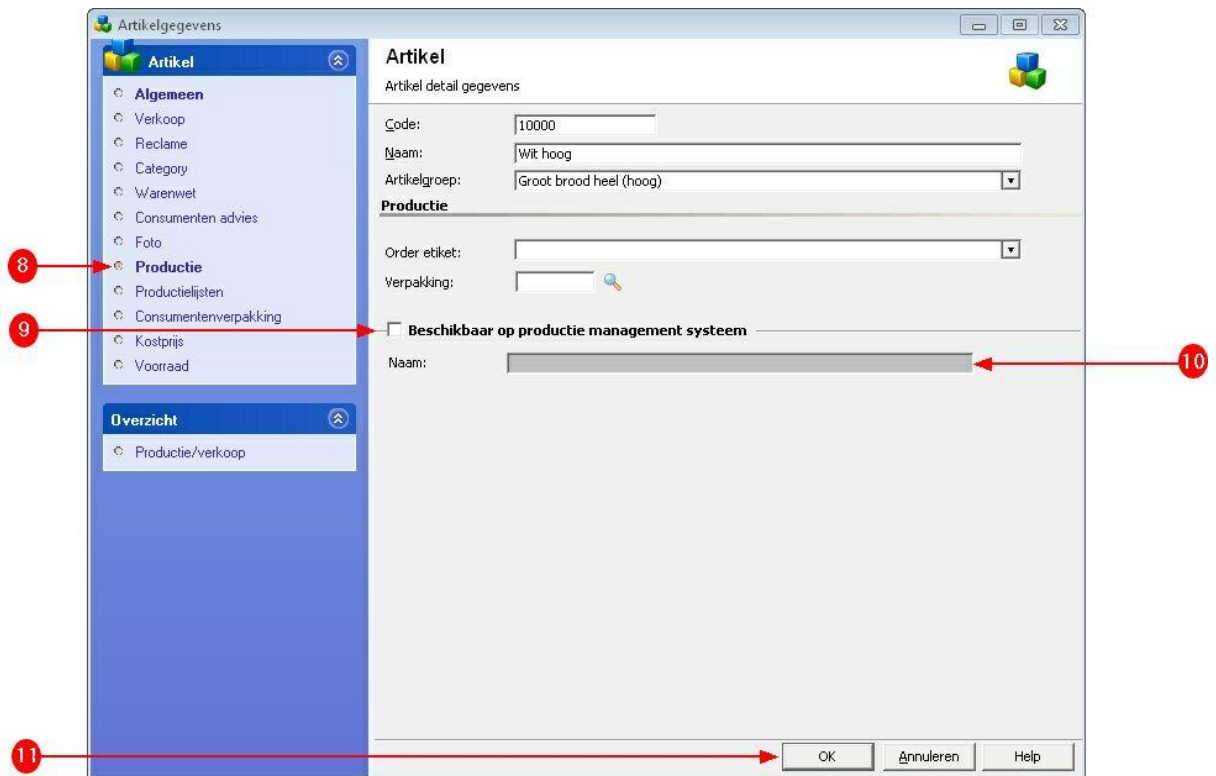 Artikelgegevens
Artikel
Algemeen
Verkoop
Reclame
Category
Warenwet
Consumenten advies
Foto
8
Productie
Productielijsten
Consumentenverpakking
9
Kostprijs
Voorraad
Overzicht
Productie/verkoop
Artikel
Artikel detail gegevens
Code: 10000
Naam: Wit hoog
Artikelgroep: Groot brood heel (hoog)
Productie
Order etiket:
Verpakking:
Beschikbaar op productie management systeem
Naam:
10
11
OK Annuleren Help